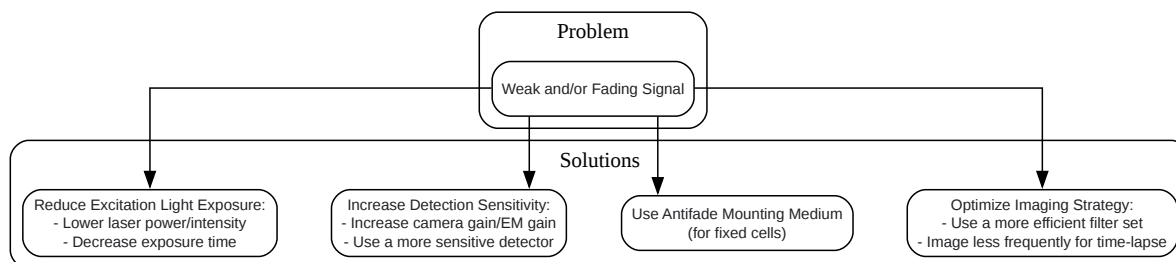 Problem
Weak and/or Fading Signal
Solutions
Reduce Excitation Light Exposure:
- Lower laser power/intensity
- Decrease exposure time
Increase Detection Sensitivity:
- Increase camera gain/EM gain
- Use a more sensitive detector
Use Antifade Mounting Medium
(for fixed cells)
Optimize Imaging Strategy:
- Use a more efficient filter set
- Image less frequently for time-lapse